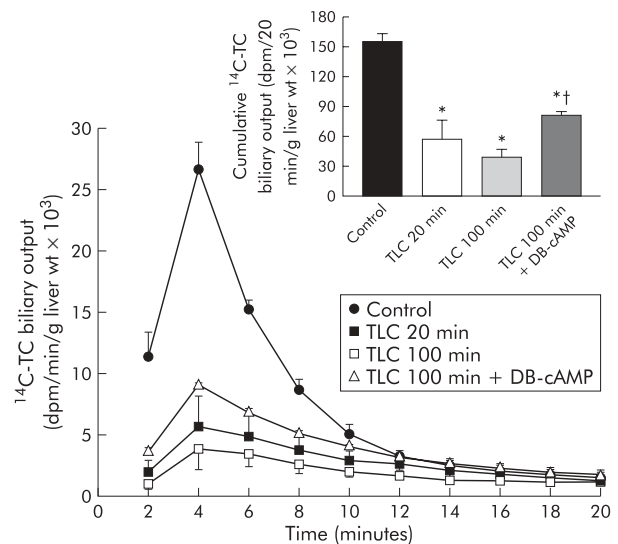 Cumulative ¹⁴C-TC
biliary output (dpm/20
min/g liver wt × 10³)
180
150
120
90
60
30
0
*
*
*†
Control
TLC 20 min
TLC 100 min
TLC 100 min
+ DB-cAMP
¹⁴C-TC biliary output
(dpm/min/g liver wt × 10³)
30
25
20
15
10
5
0
Control
TLC 20 min
TLC 100 min
TLC 100 min + DB-cAMP
0 2 4 6 8 10 12 14 16 18 20
Time (minutes)